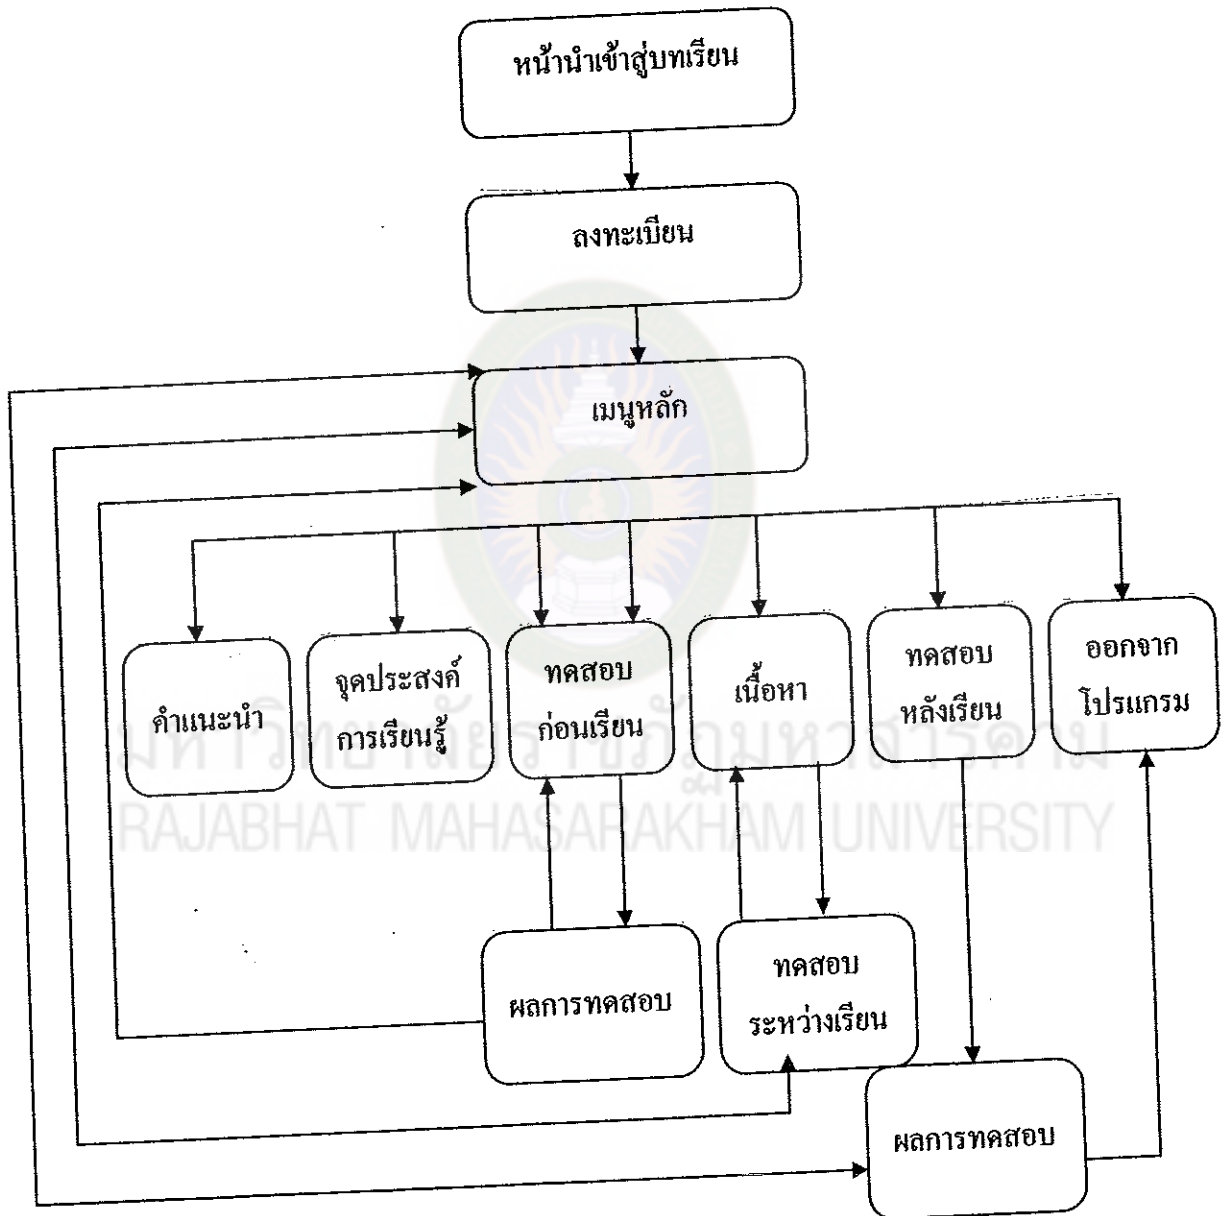 หน้านำเข้าสู่บทเรียน
ลงทะเบียน
เมนูหลัก
คำแนะนำ
จุดประสงค์
การเรียนรู้
ทดสอบ
ก่อนเรียน
เนื้อหา
ทดสอบ
หลังเรียน
ออกจาก
โปรแกรม
มหาวิทยาลัยราชภัฏมหาสารคาม
RAJABHAT MAHASARAKHAM UNIVERSITY
ผลการทดสอบ
ทดสอบ
ระหว่างเรียน
ผลการทดสอบ